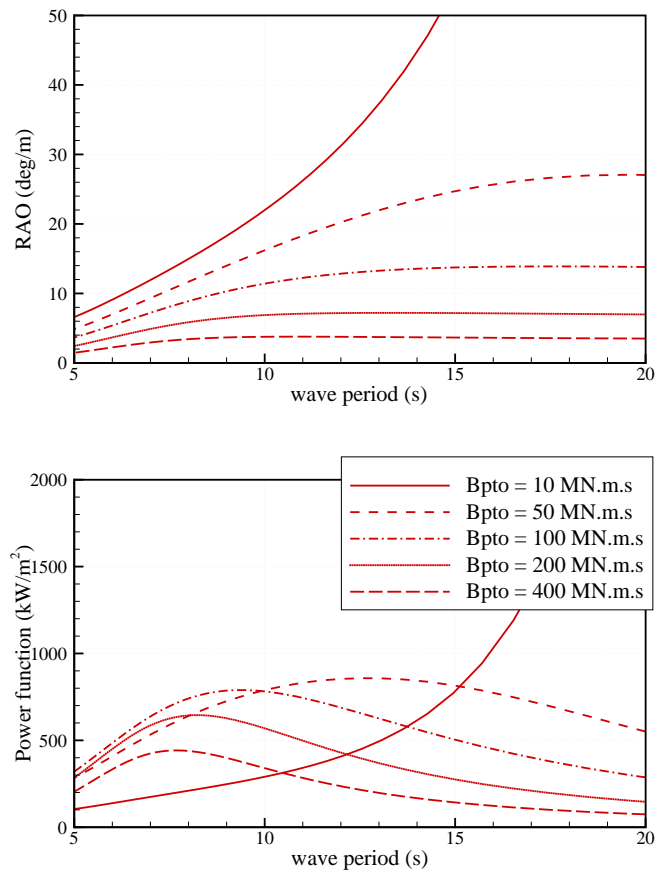 50
40
30
20
10
0
RAO (deg/m)
5 10 15 20
wave period (s)
2000
1500
1000
500
0
Power function (kW/m²)
Bpto = 10 MN.m.s
Bpto = 50 MN.m.s
Bpto = 100 MN.m.s
Bpto = 200 MN.m.s
Bpto = 400 MN.m.s
5 10 15 20
wave period (s)